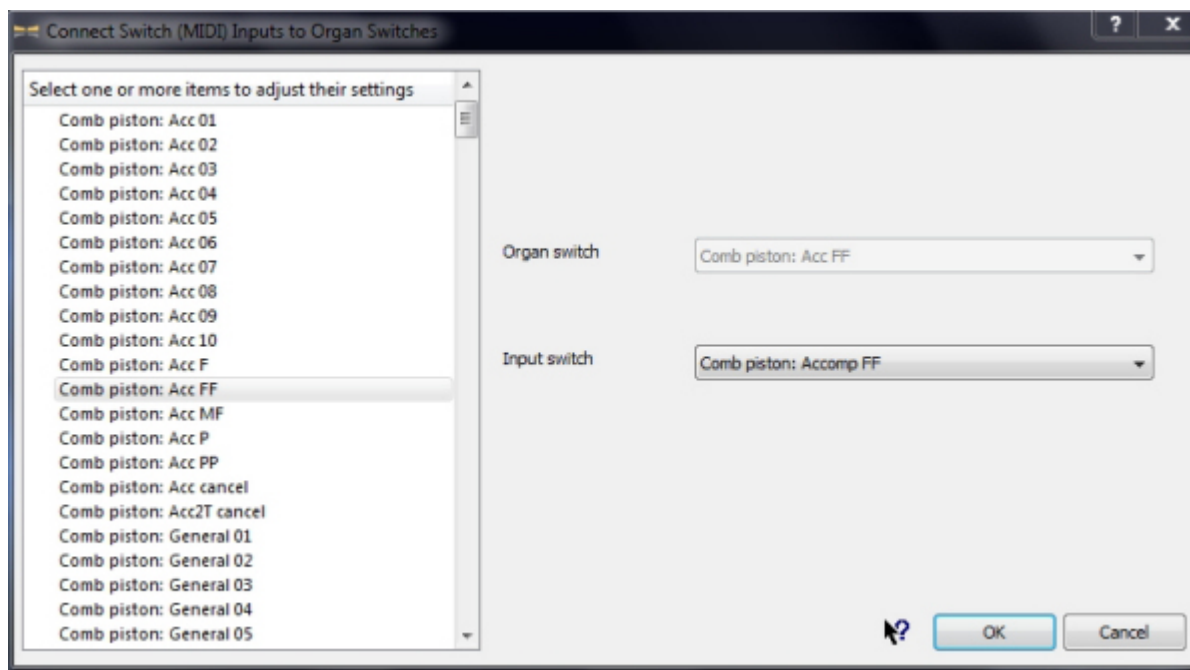 Connect Switch (MIDI) Inputs to Organ Switches
? x
Select one or more items to adjust their settings
Comb piston: Acc 01
Comb piston: Acc 02
Comb piston: Acc 03
Comb piston: Acc 04
Comb piston: Acc 05
Comb piston: Acc 06
Comb piston: Acc 07
Comb piston: Acc 08
Comb piston: Acc 09
Comb piston: Acc 10
Comb piston: Acc F
Comb piston: Acc FF
Comb piston: Acc MF
Comb piston: Acc P
Comb piston: Acc PP
Comb piston: Acc cancel
Comb piston: Acc2T cancel
Comb piston: General 01
Comb piston: General 02
Comb piston: General 03
Comb piston: General 04
Comb piston: General 05
Organ switch Comb piston: Acc FF
Input switch Comb piston: Accomp FF
? OK Cancel